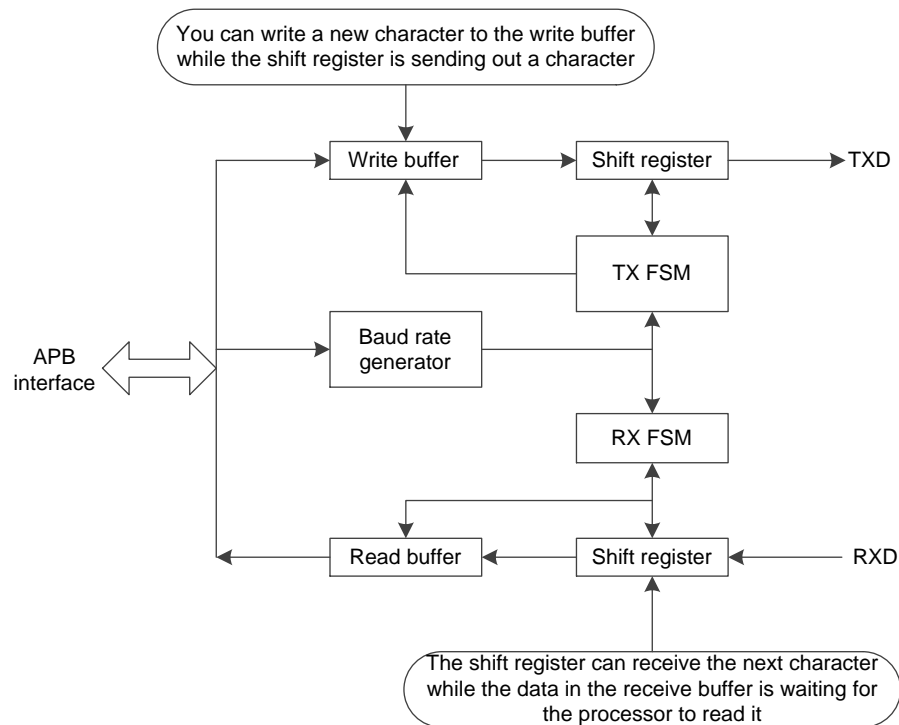 You can write a new character to the write buffer
while the shift register is sending out a character
Write buffer
Shift register
TXD
TX FSM
Baud rate
generator
APB
interface
RX FSM
Read buffer
Shift register
RXD
The shift register can receive the next character
while the data in the receive buffer is waiting for
the processor to read it